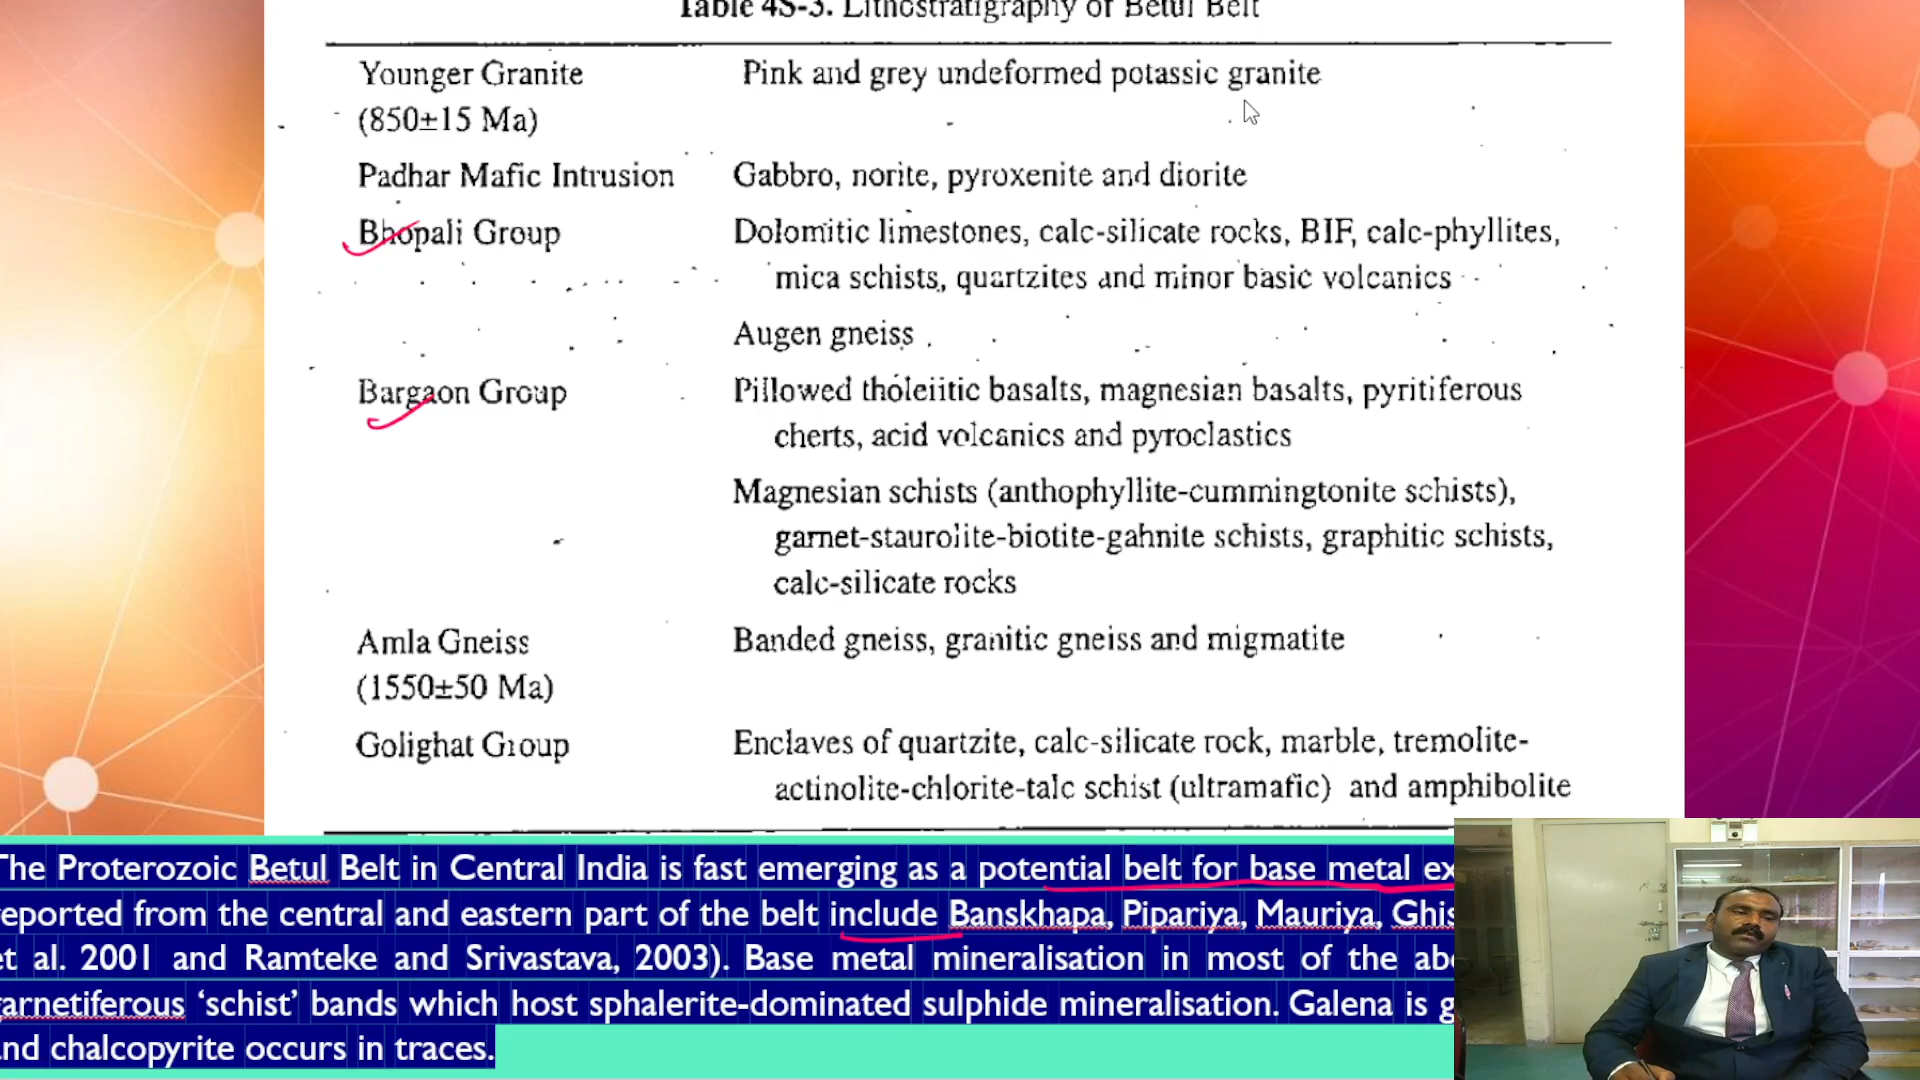 Table 4S-3. Lithostratigraphy of Betul Belt
Younger Granite Pink and grey undeformed potassic granite
(850±15 Ma)
Padhar Mafic Intrusion Gabbro, norite, pyroxenite and diorite
Bhopali Group Dolomitic limestones, calc-silicate rocks, BIF, calc-phyllites,
mica schists, quartzites and minor basic volcanics
Augen gneiss
Bargaon Group Pillowed tholeiitic basalts, magnesian basalts, pyritiferous
cherts, acid volcanics and pyroclastics
Magnesian schists (anthophyllite-cummingtonite schists),
garnet-staurolite-biotite-gahnite schists, graphitic schists,
calc-silicate rocks
Amla Gneiss Banded gneiss, granitic gneiss and migmatite
(1550±50 Ma)
Golighat Group Enclaves of quartzite, calc-silicate rock, marble, tremolite-
actinolite-chlorite-talc schist (ultramafic) and amphibolite
The Proterozoic Betul Belt in Central India is fast emerging as a potential belt for base metal
reported from the central and eastern part of the belt include Banskhapa, Pipariya, Mauriya,
et al. 2001 and Ramteke and Srivastava, 2003). Base metal mineralisation in most of the
garnetiferous ‘schist’ bands which host sphalerite-dominated sulphide mineralisation. Galena is
and chalcopyrite occurs in traces.